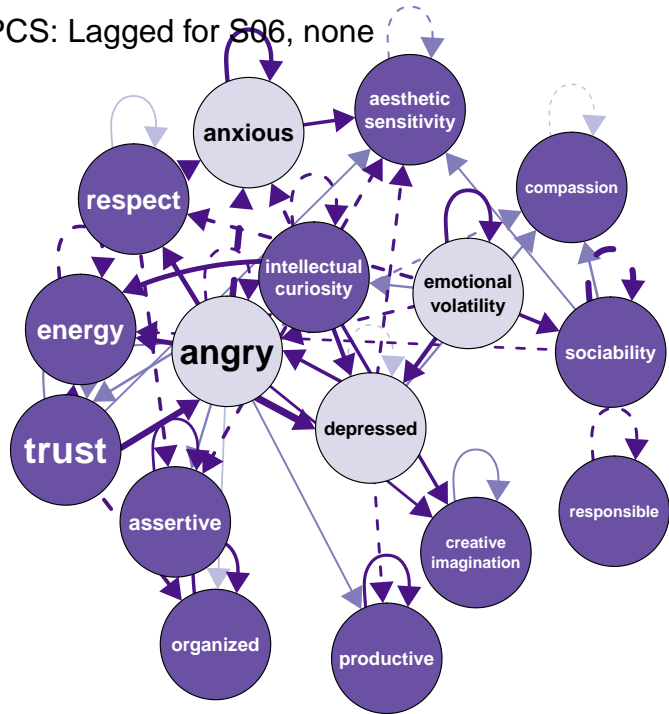 PCS: Lagged for S06, none
aesthetic
sensitivity
anxious
compassion
respect
intellectual
curiosity
emotional
volatility
energy
angry
sociability
trust
depressed
assertive
responsible
creative
imagination
organized
productive